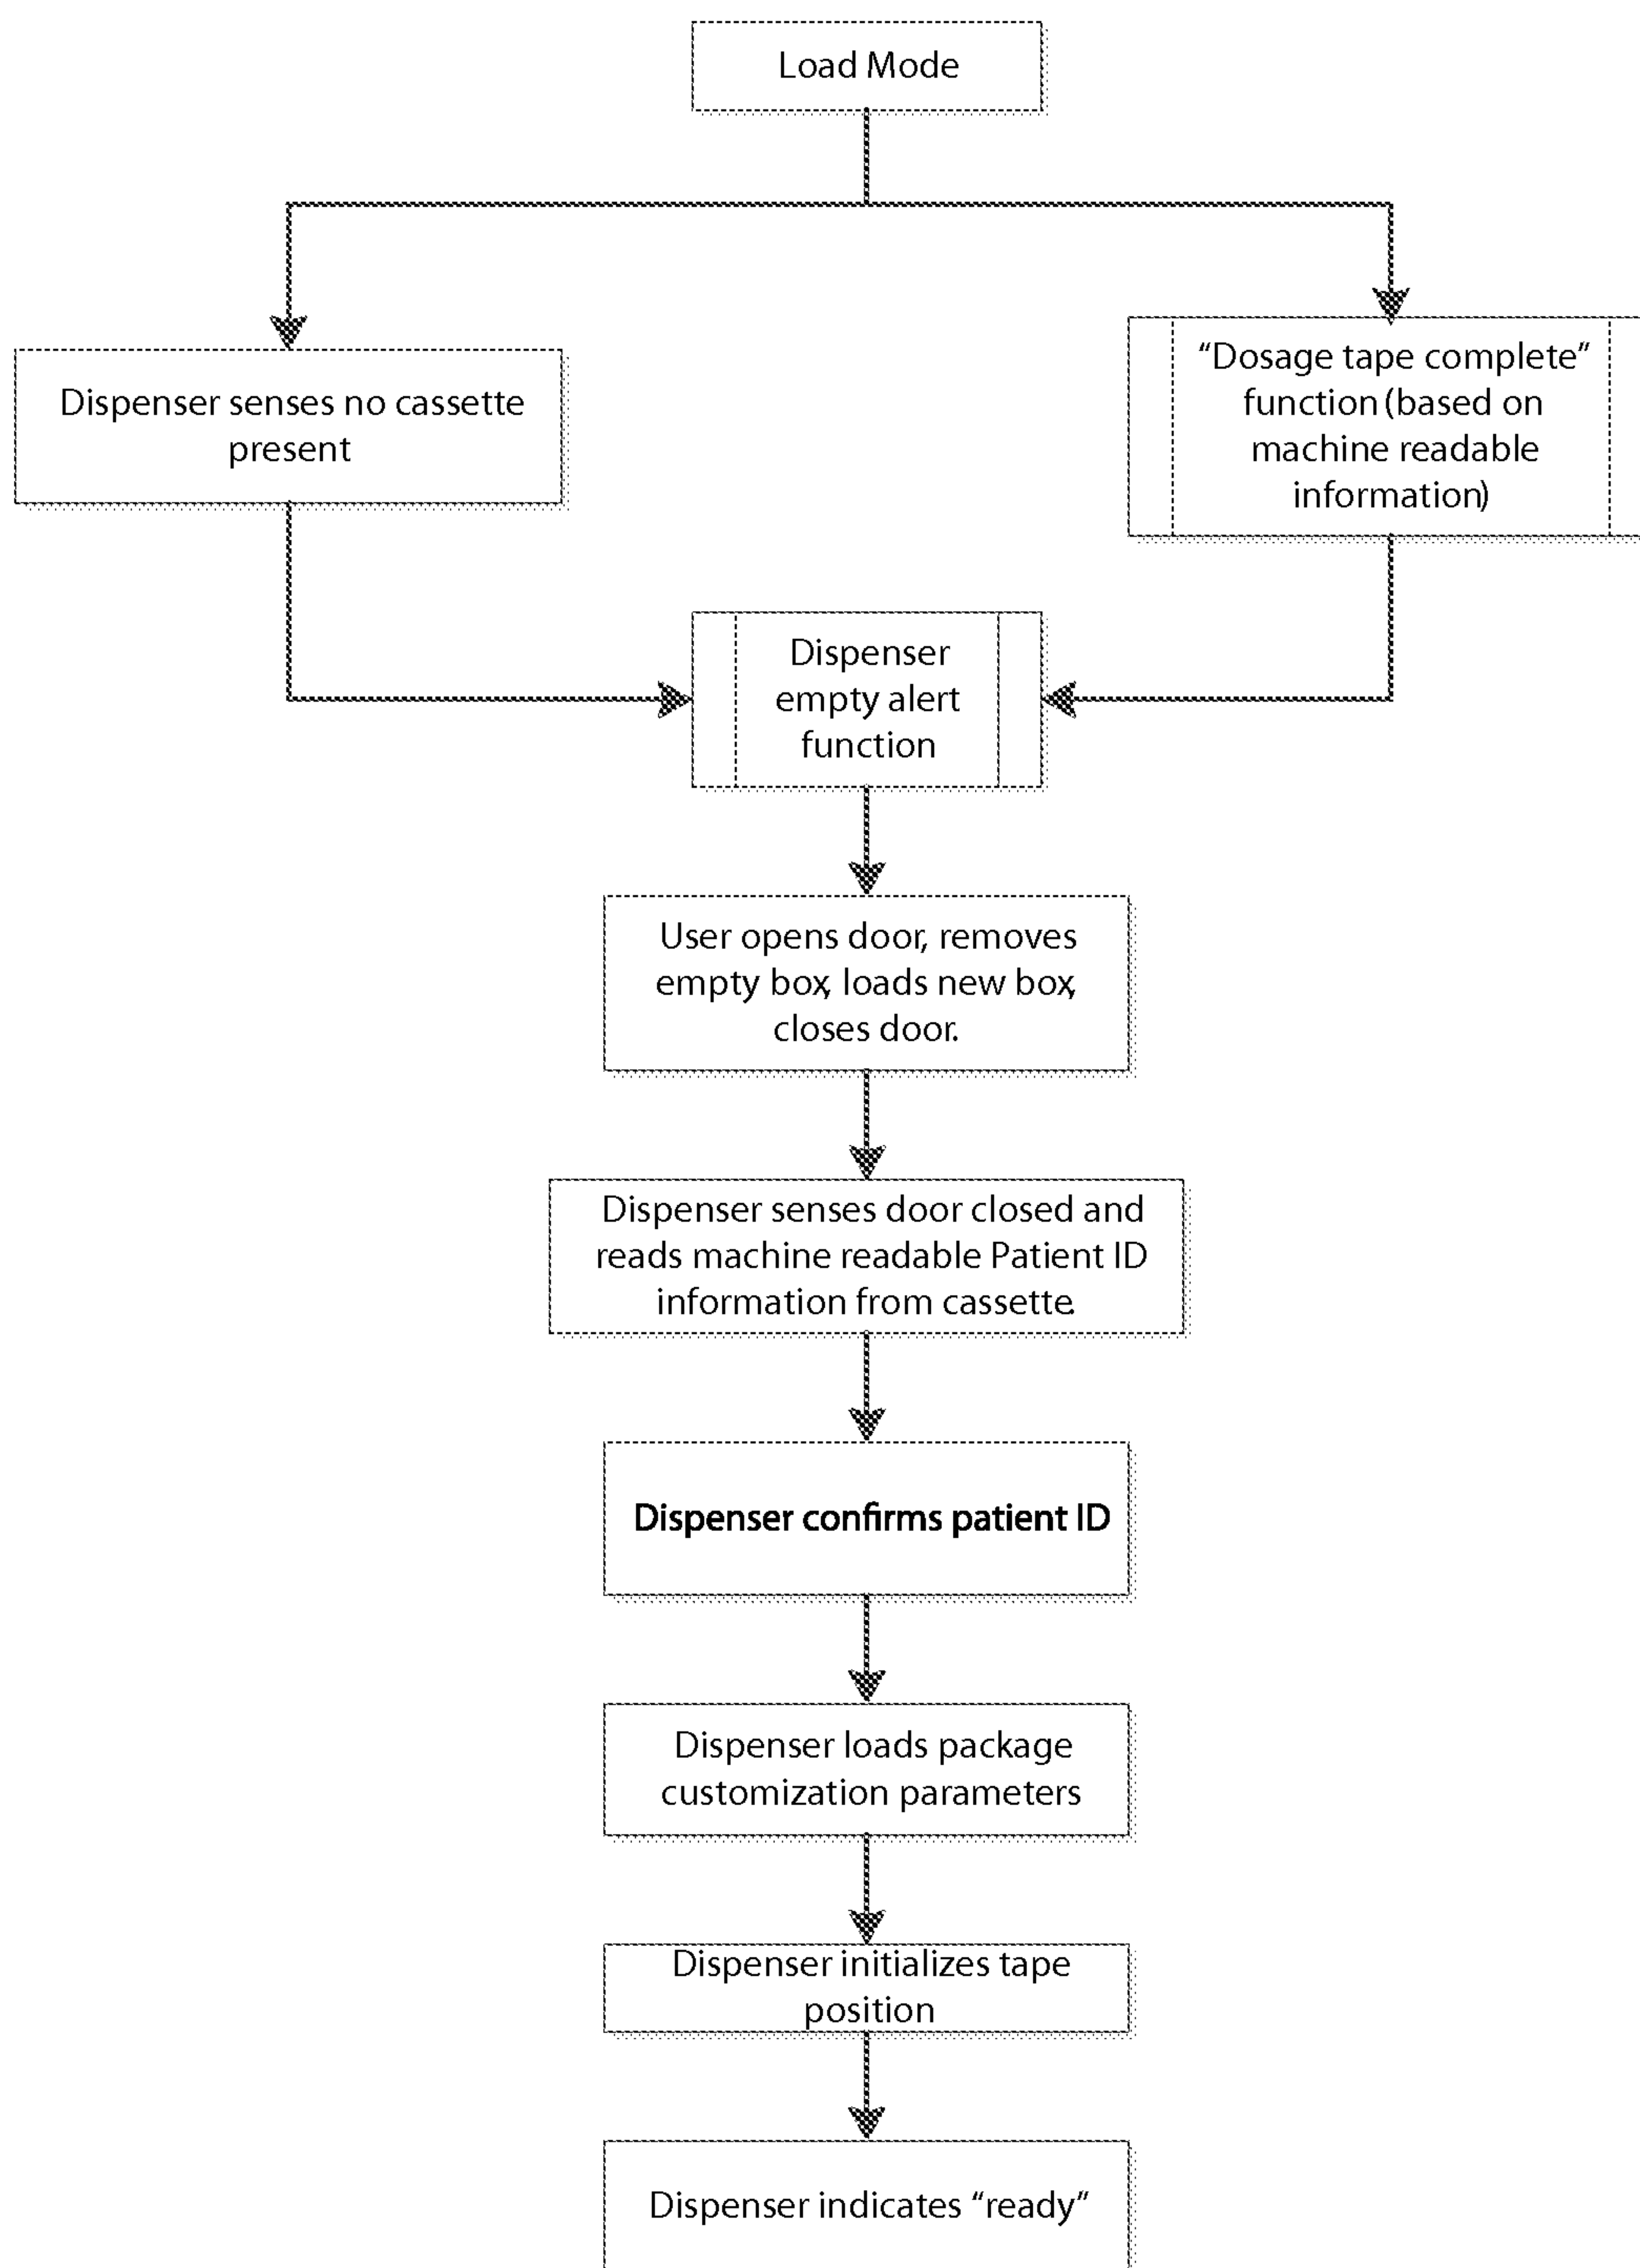 Load Mode
Dispenser senses no cassette
present
“Dosage tape complete”
function (based on
machine readable
information)
Dispenser
empty alert
function
User opens door, removes
empty box, loads new box,
closes door.
Dispenser senses door closed and
reads machine readable Patient ID
information from cassette.
Dispenser confirms patient ID
Dispenser loads package
customization parameters
Dispenser initializes tape
position
Dispenser indicates “ready”